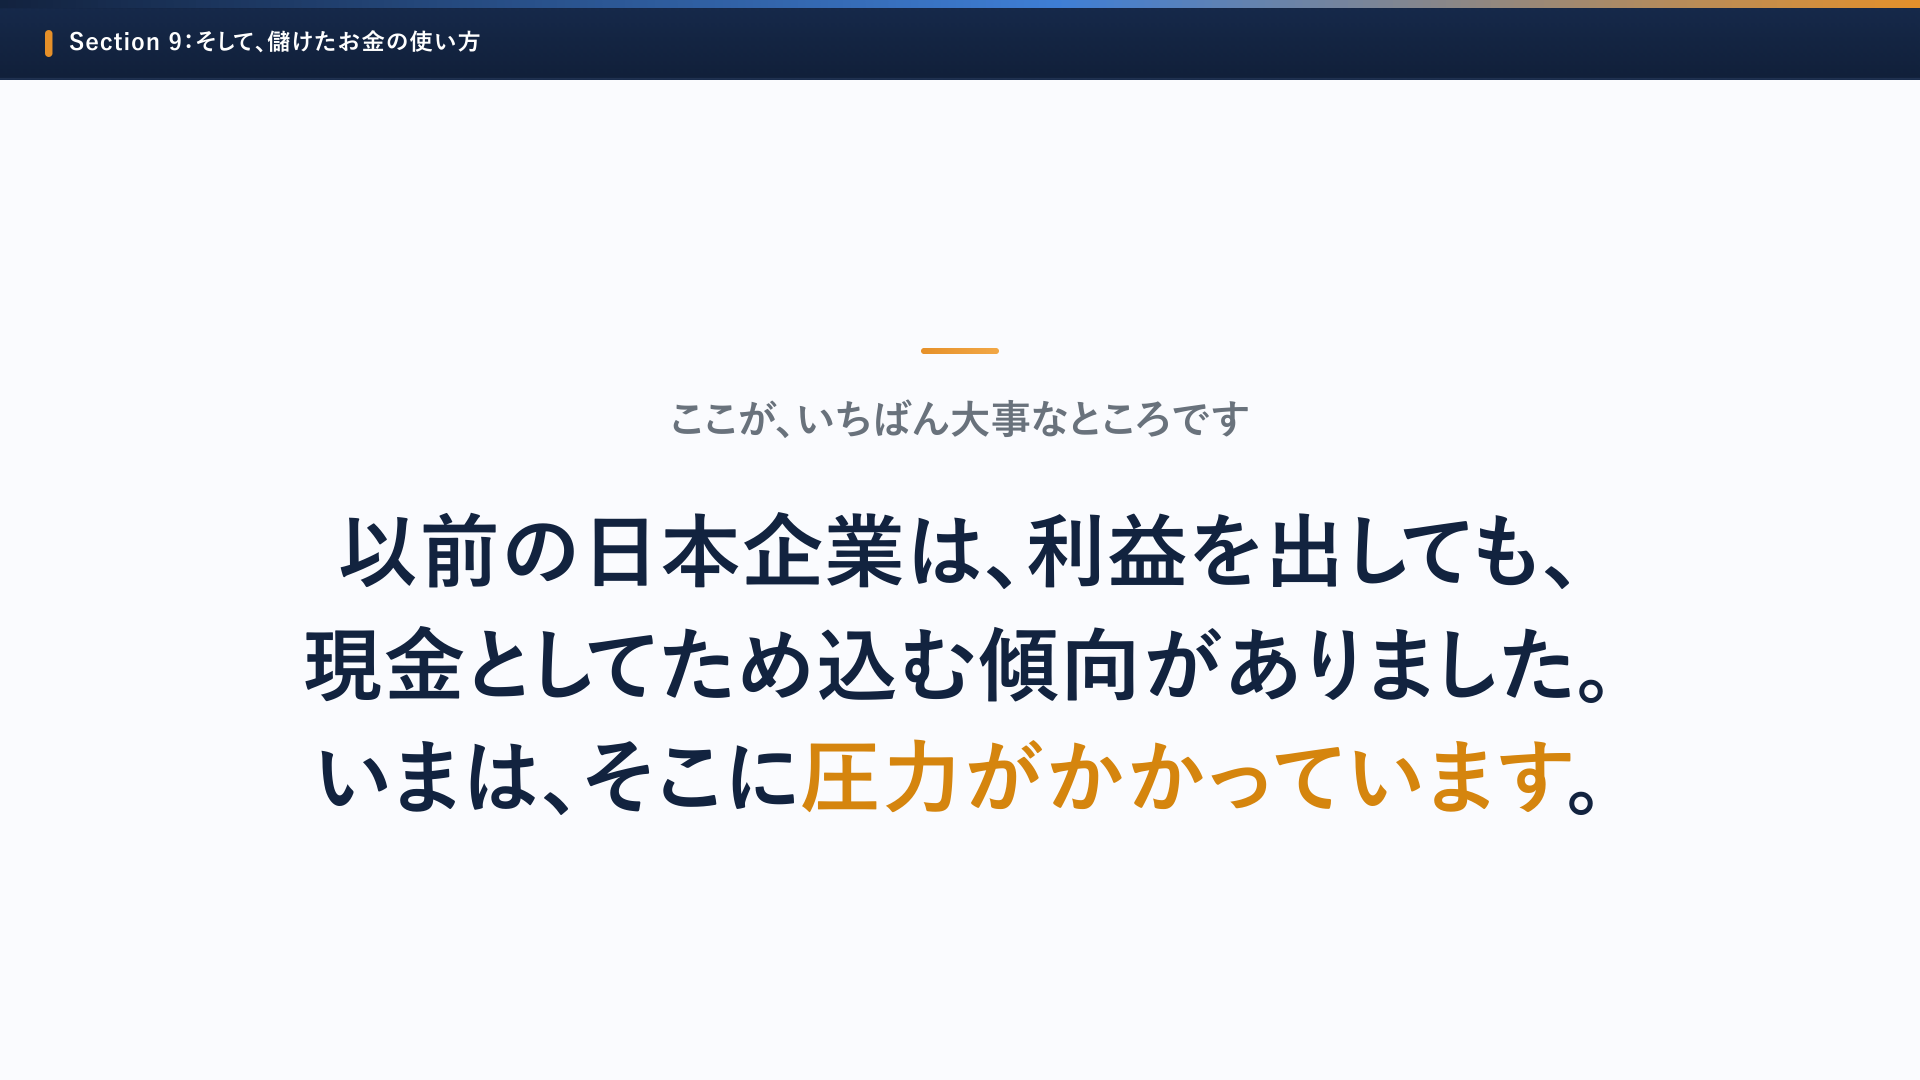 Section 9：そして、儲けたお金の使い方
ここが、いちばん大事なところです
以前の日本企業は、利益を出しても、
現金としてため込む傾向がありました。
いまは、そこに圧力がかかっています。